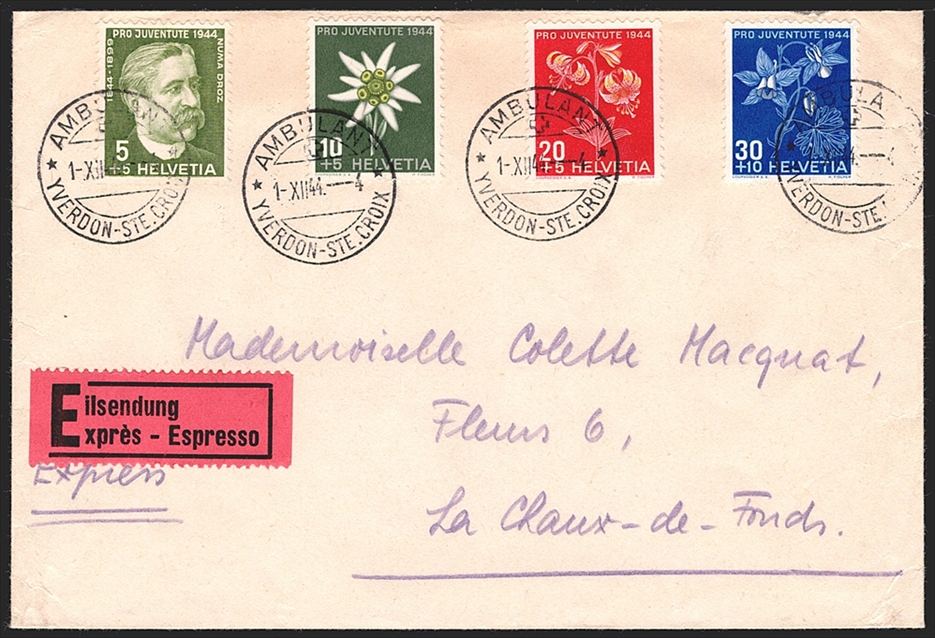 PRO JUVENTUTE 1944
1844 · 1899
NUMA DROZ
5
+5 HELVETIA
PRO JUVENTUTE 1944
10
+5 HELVETIA
PRO JUVENTUTE 1944
20
+5 HELVETIA
PRO JUVENTUTE 1944
30
+10 HELVETIA
AMBULANT
1-XII44.—4
YVERDON-STE.CROIX
AMBULANT
1-XII44.—4
YVERDON-STE.CROIX
AMBULANT
1-XII44.—4
YVERDON-STE.CROIX
Mademoiselle Colette Macquat,
Eilsendung
Exprès - Espresso
Fleurs 6,
Express
La Chaux-de-Fonds.